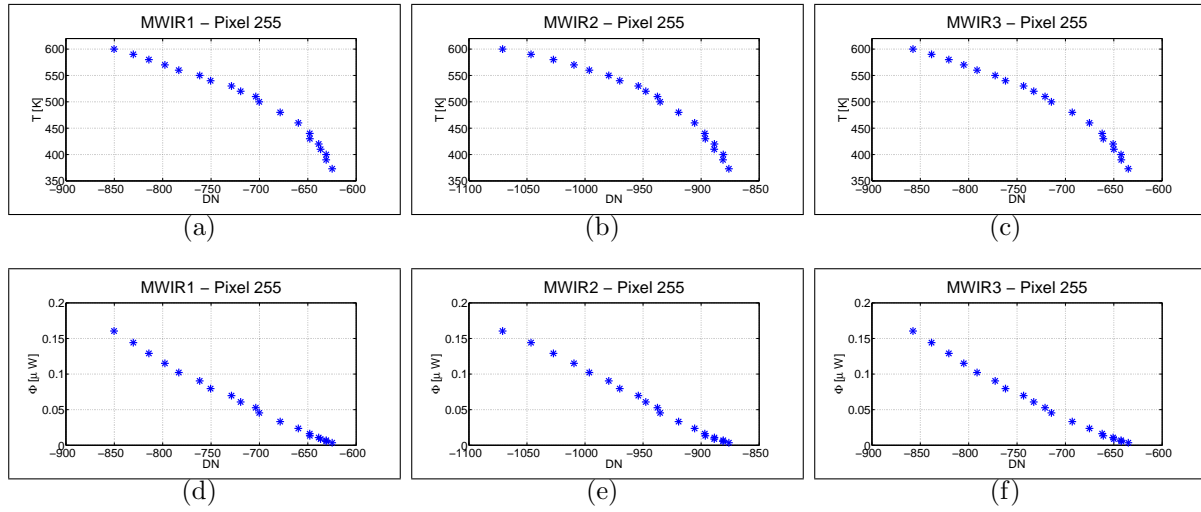 MWIR1 − Pixel 255
T [K]
600
550
500
450
400
350
−900 −850 −800 −750 −700 −650 −600
DN
(a)
MWIR2 − Pixel 255
T [K]
600
550
500
450
400
350
−1100 −1050 −1000 −950 −900 −850
DN
(b)
MWIR3 − Pixel 255
T [K]
600
550
500
450
400
350
−900 −850 −800 −750 −700 −650 −600
DN
(c)
MWIR1 − Pixel 255
Φ [μ W]
0.2
0.15
0.1
0.05
0
−900 −850 −800 −750 −700 −650 −600
DN
(d)
MWIR2 − Pixel 255
Φ [μ W]
0.2
0.15
0.1
0.05
0
−1100 −1050 −1000 −950 −900 −850
DN
(e)
MWIR3 − Pixel 255
Φ [μ W]
0.2
0.15
0.1
0.05
0
−900 −850 −800 −750 −700 −650 −600
DN
(f)